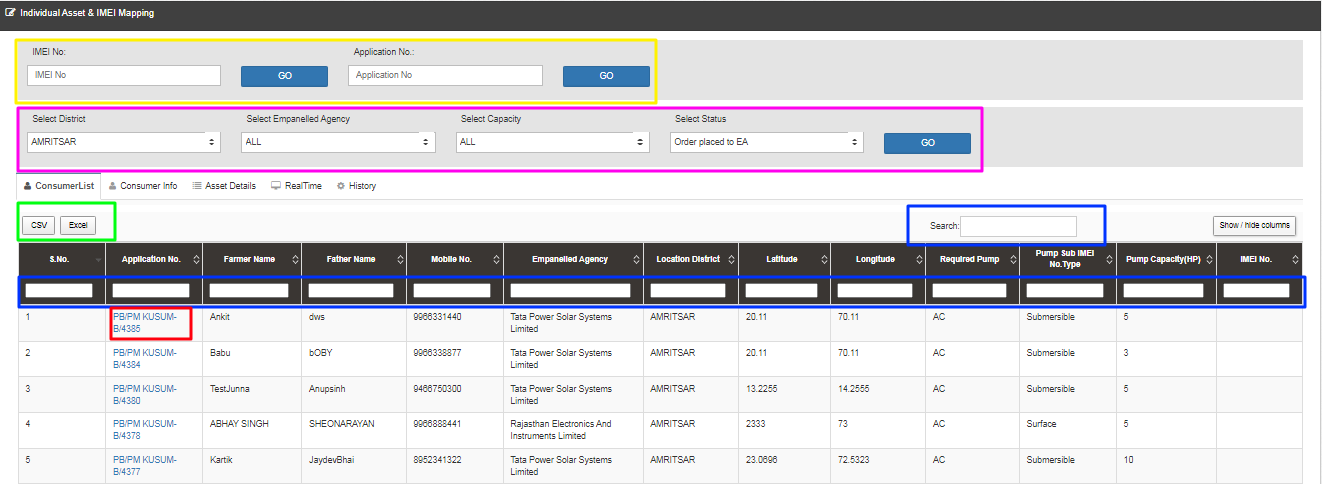 Individual Asset & IMEI Mapping
IMEI No: Application No.:
IMEI No GO Application No GO
Select District Select Empanelled Agency Select Capacity Select Status
AMRITSAR ALL ALL Order placed to EA GO
ConsumerList Consumer Info Asset Details RealTime History
CSV Excel Search: Show / hide columns
S.No. Application No. Farmer Name Father Name Mobile No. Empanelled Agency Location District Latitude Longitude Required Pump Pump Sub IMEI No.Type Pump Capacity(HP) IMEI No.
1 PB/PM KUSUM- Ankit dws 9966331440 Tata Power Solar Systems AMRITSAR 20.11 70.11 AC Submersible 5
B/4385 Limited
2 PB/PM KUSUM- Babu bOBY 9966338877 Tata Power Solar Systems AMRITSAR 20.11 70.11 AC Submersible 3
B/4384 Limited
3 PB/PM KUSUM- TestJunna Anupsinh 9466750300 Tata Power Solar Systems AMRITSAR 13.2255 14.2555 AC Submersible 5
B/4380 Limited
4 PB/PM KUSUM- ABHAY SINGH SHEONARAYAN 9966888441 Rajasthan Electronics And AMRITSAR 2333 73 AC Surface 5
B/4378 Instruments Limited
5 PB/PM KUSUM- Kartik JaydevBhai 8952341322 Tata Power Solar Systems AMRITSAR 23.0696 72.5323 AC Submersible 10
B/4377 Limited